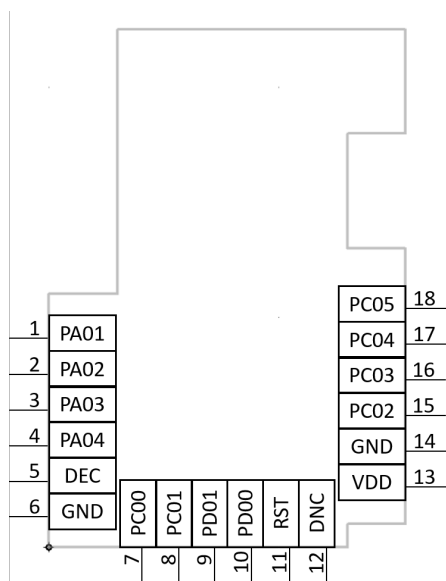 1 PA01
2 PA02
3 PA03
4 PA04
5 DEC
6 GND
PC00 PC01 PD01 PD00 RST DNC
7 8 9 10 11 12
PC05 18
PC04 17
PC03 16
PC02 15
GND 14
VDD 13